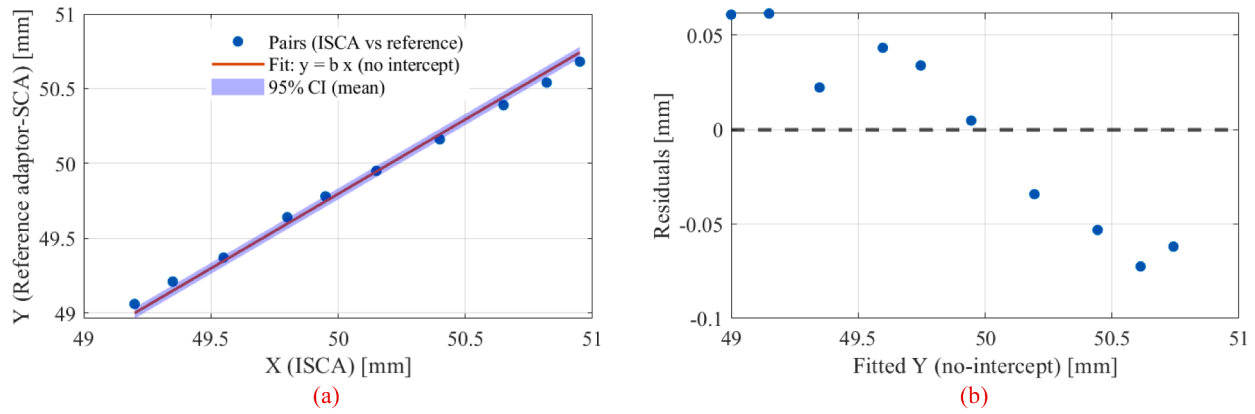 51
50.5
50
49.5
49
Y (Reference adaptor-SCA) [mm]
Pairs (ISCA vs reference)
Fit: y = b x (no intercept)
95% CI (mean)
49
49.5
50
50.5
51
X (ISCA) [mm]
(a)
0.05
0
-0.05
-0.1
Residuals [mm]
49
49.5
50
50.5
51
Fitted Y (no-intercept) [mm]
(b)